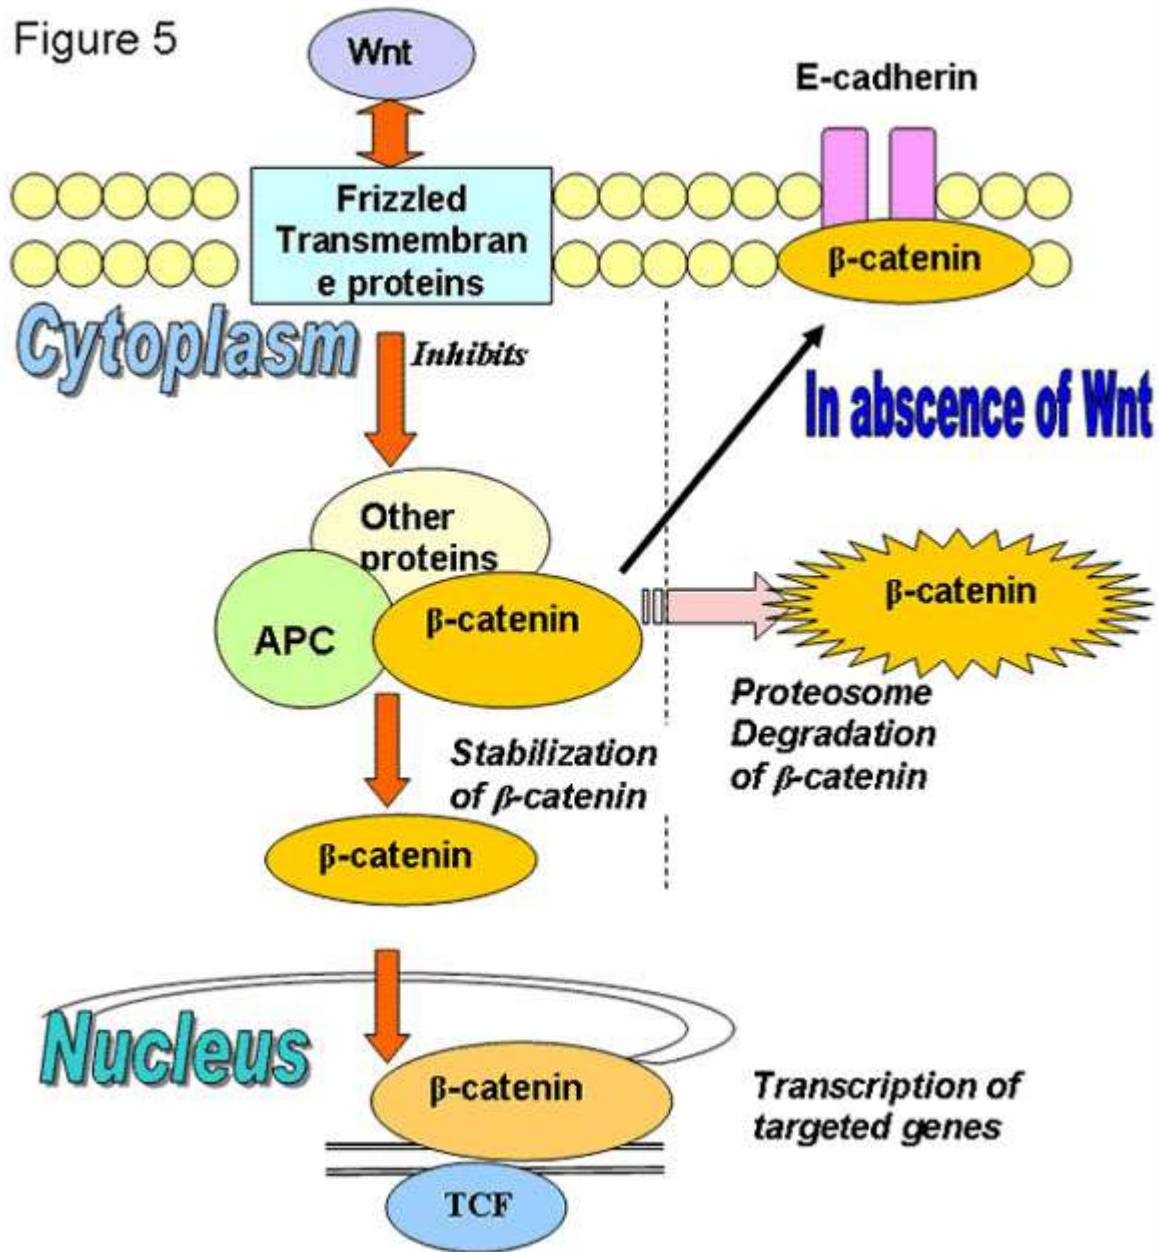 Figure 5
Wnt
E-cadherin
Frizzled
Transmembran
e proteins
β-catenin
Cytoplasm
Inhibits
In abscence of Wnt
Other
proteins
APC
β-catenin
β-catenin
Proteosome
Degradation
of β-catenin
Stabilization
of β-catenin
β-catenin
Nucleus
β-catenin
Transcription of
targeted genes
TCF